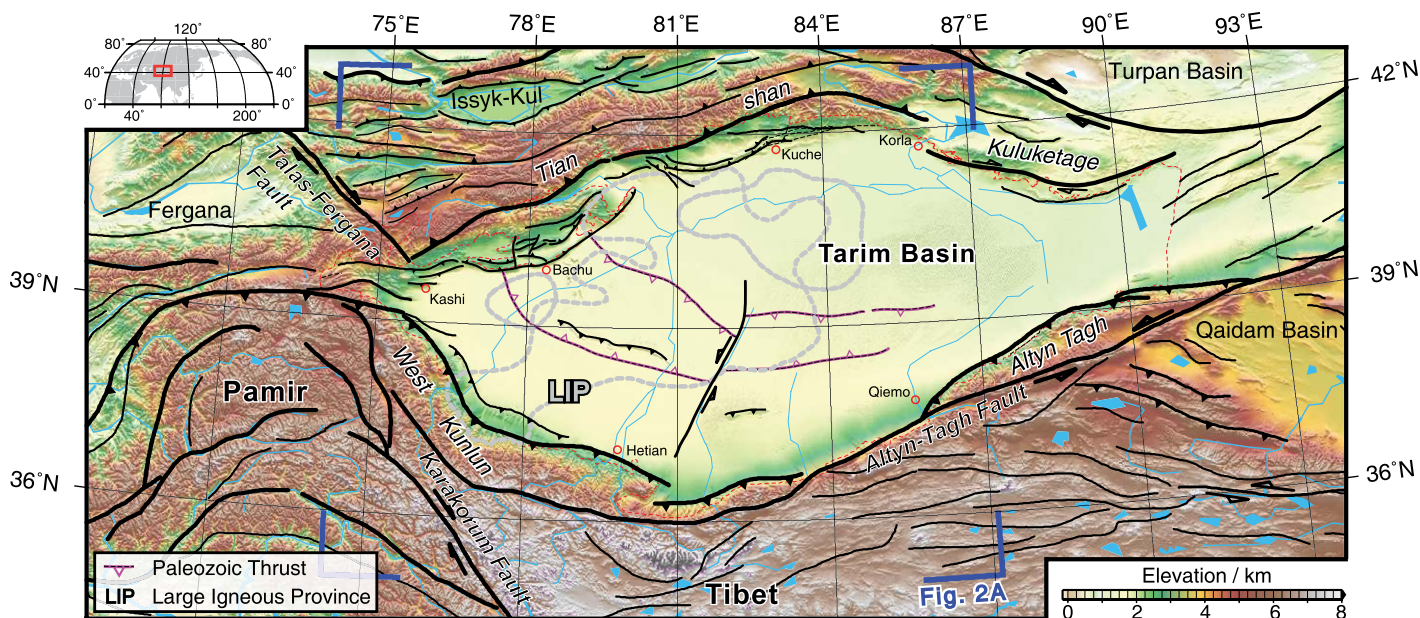 75˚E
78˚E
81˚E
84˚E
87˚E
90˚E
93˚E
120˚
80˚
80˚
40˚
40˚
0˚
0˚
40˚
200˚
42˚N
39˚N
39˚N
36˚N
36˚N
Issyk-Kul
Turpan Basin
Tian
shan
Kuche
Korla
Kuluketage
Talas-Fergana
Fault
Fergana
Tarim Basin
Bachu
Kashi
Qaidam Basin
Altyn Tagh
Altyn-Tagh Fault
Qiemo
West
Kunlun
LIP
Pamir
Hetian
Karakorum Fault
Tibet
Fig. 2A
Paleozoic Thrust
LIP Large Igneous Province
Elevation / km
0 2 4 6 8